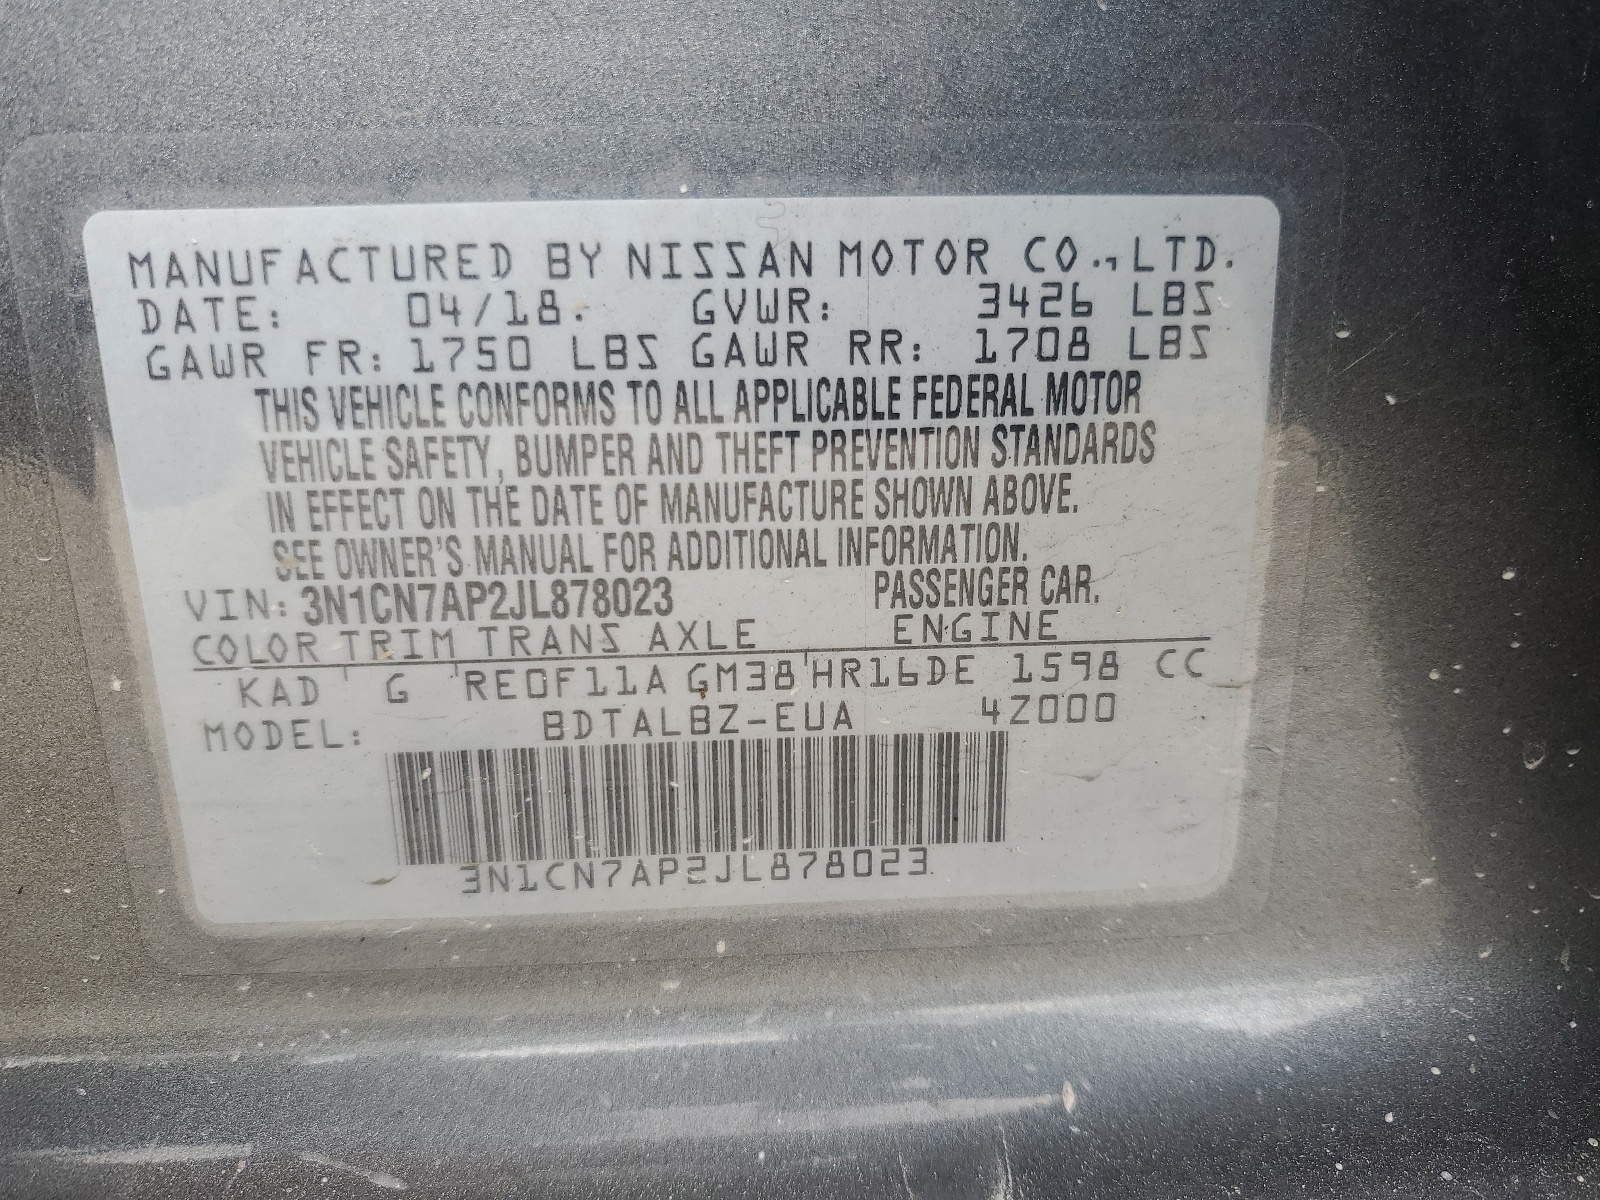 MANUFACTURED BY NISSAN MOTOR CO., LTD.
DATE: 04/18. GVWR: 3426 LBS
GAWR FR: 1750 LBS GAWR RR: 1708 LBS
THIS VEHICLE CONFORMS TO ALL APPLICABLE FEDERAL MOTOR
VEHICLE SAFETY, BUMPER AND THEFT PREVENTION STANDARDS
IN EFFECT ON THE DATE OF MANUFACTURE SHOWN ABOVE.
SEE OWNER'S MANUAL FOR ADDITIONAL INFORMATION.
VIN: 3N1CN7AP2JL878023 PASSENGER CAR.
COLOR TRIM TRANS AXLE ENGINE
KAD G RE0F11A GM38 HR16DE 1598 CC
MODEL: BDTALBZ-EUA 4Z000
3N1CN7AP2JL878023